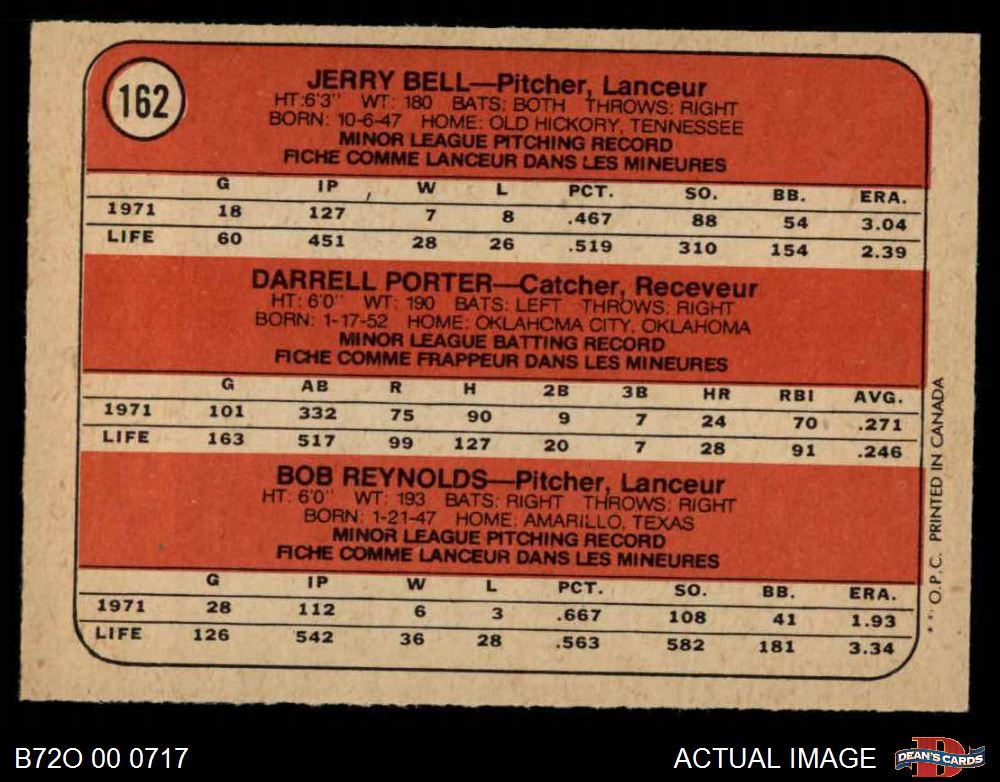 162
JERRY BELL—Pitcher, Lanceur
HT:6'3" WT: 180 BATS: BOTH THROWS: RIGHT
BORN: 10-6-47 HOME: OLD HICKORY, TENNESSEE
MINOR LEAGUE PITCHING RECORD
FICHE COMME LANCEUR DANS LES MINEURES
G IP W L PCT. SO. BB. ERA.
1971 18 127 7 8 .467 88 54 3.04
LIFE 60 451 28 26 .519 310 154 2.39
DARRELL PORTER—Catcher, Receveur
HT: 6'0" WT: 190 BATS: LEFT THROWS: RIGHT
BORN: 1-17-52 HOME: OKLAHOMA CITY, OKLAHOMA
MINOR LEAGUE BATTING RECORD
FICHE COMME FRAPPEUR DANS LES MINEURES
G AB R H 2B 3B HR RBI AVG.
1971 101 332 75 90 9 7 24 70 .271
LIFE 163 517 99 127 20 7 28 91 .246
BOB REYNOLDS—Pitcher, Lanceur
HT: 6'0" WT: 193 BATS: RIGHT THROWS: RIGHT
BORN: 1-21-47 HOME: AMARILLO, TEXAS
MINOR LEAGUE PITCHING RECORD
FICHE COMME LANCEUR DANS LES MINEURES
G IP W L PCT. SO. BB. ERA.
1971 28 112 6 3 .667 108 41 1.93
LIFE 126 542 36 28 .563 582 181 3.34
** O.P.C. PRINTED IN CANADA
B72O 00 0717
ACTUAL IMAGE
D
DEAN'S CARDS